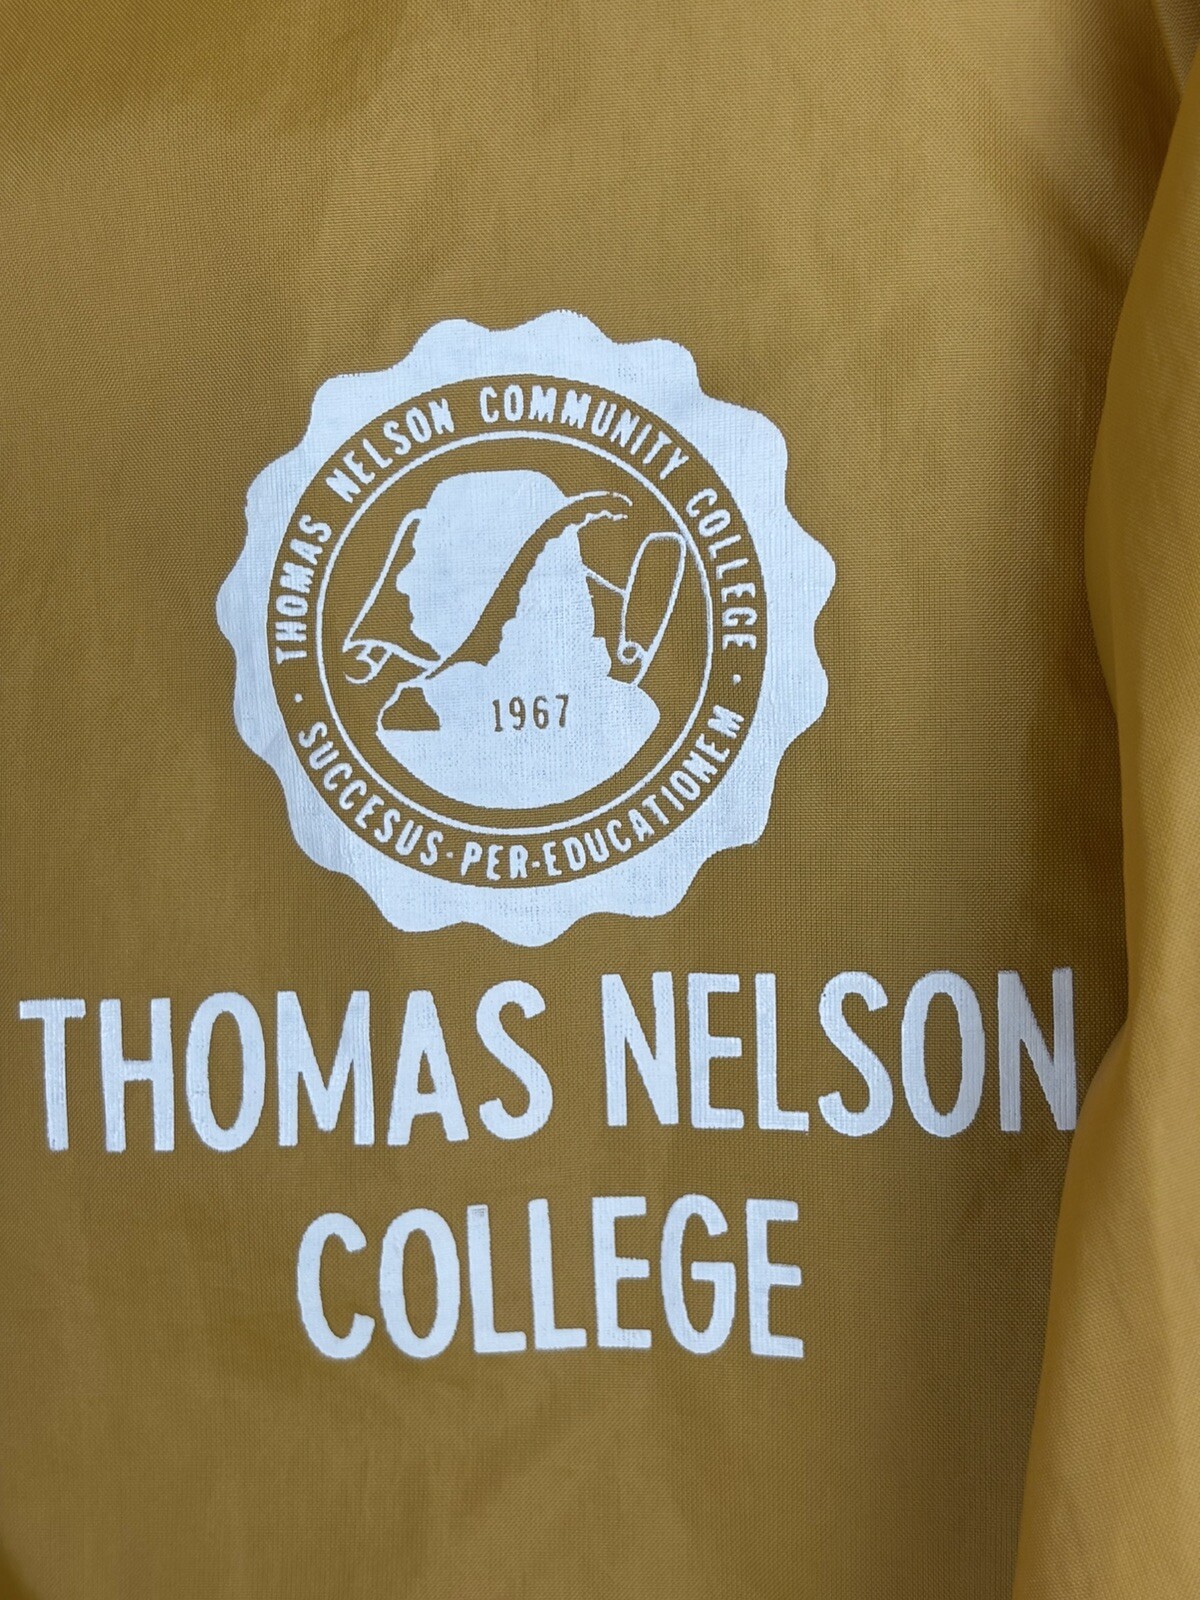 THOMAS NELSON COMMUNITY COLLEGE
· SUCCESUS·PER-EDUCATIONEM ·
1967
THOMAS NELSON
COLLEGE